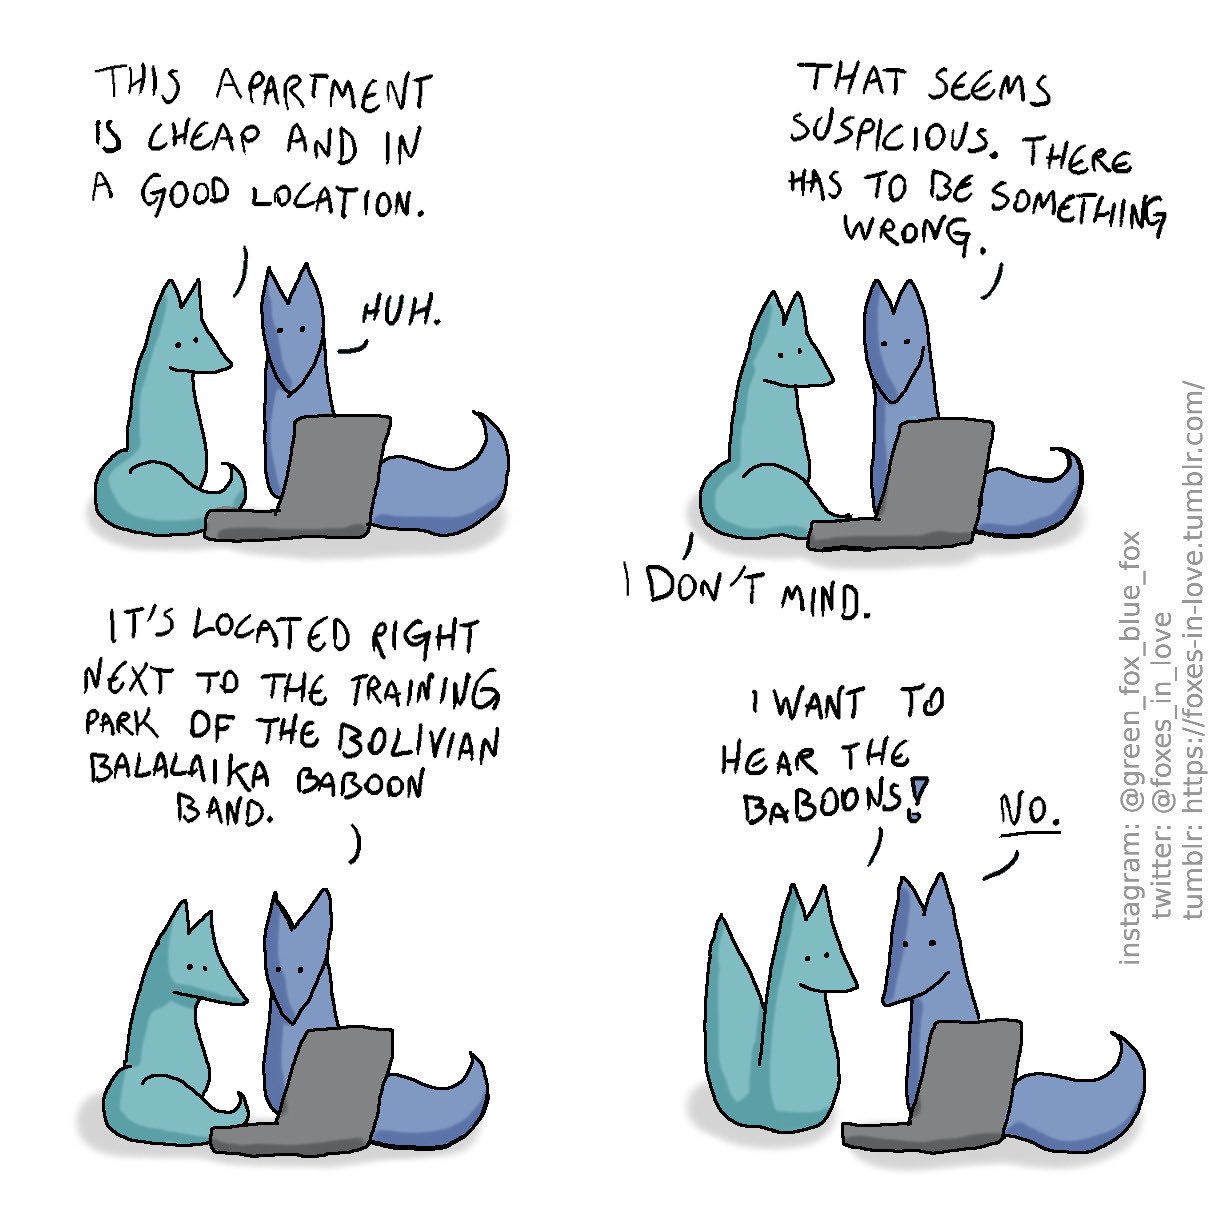 THIS APARTMENT
IS CHEAP AND IN
A GOOD LOCATION.
HUH.
THAT SEEMS
SUSPICIOUS. THERE
HAS TO BE SOMETHING
WRONG.
I DON'T MIND.
IT'S LOCATED RIGHT
NEXT TO THE TRAINING
PARK OF THE BOLIVIAN
BALALAIKA BABOON
BAND.
I WANT TO
HEAR THE
BABOONS!
NO.
instagram: @green_fox_blue_fox
twitter: @foxes_in_love
tumblr: https://foxes-in-love.tumblr.com/